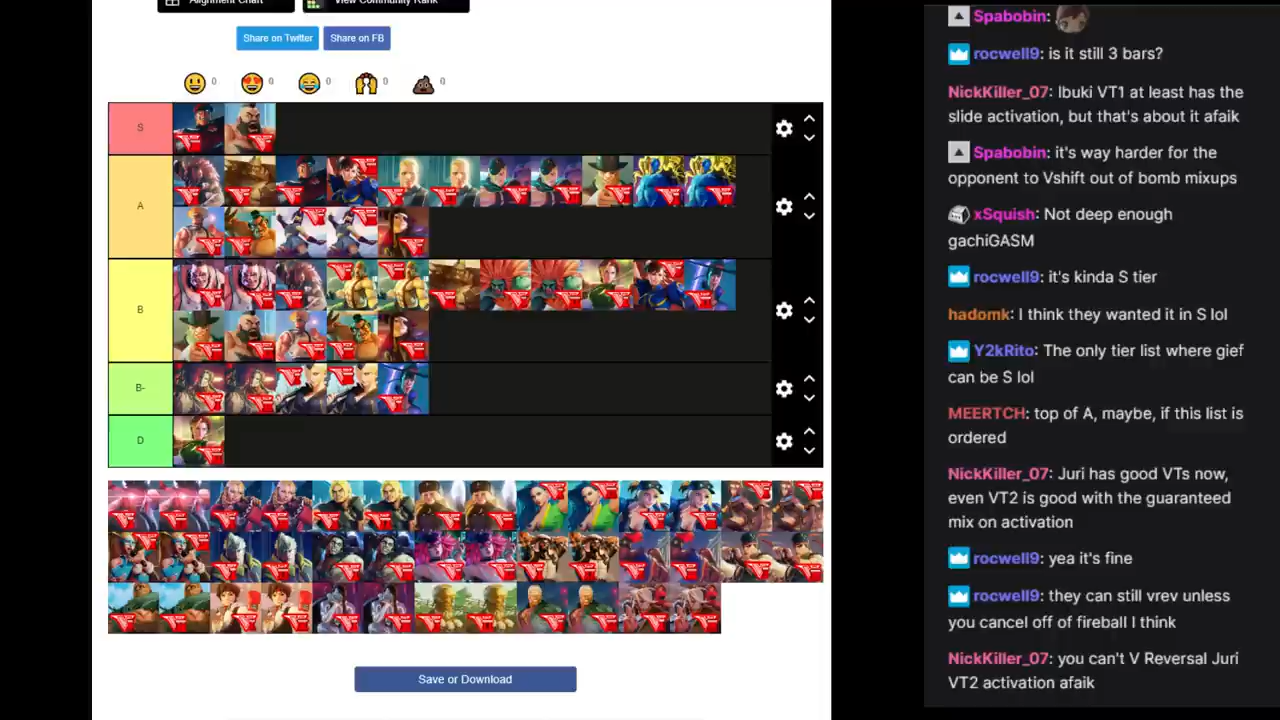 Alignment Chart
View Community Rank
Share on Twitter
Share on FB
0
0
0
0
0
S
A
B
B-
D
Save or Download
Spabobin:
rocwell9: is it still 3 bars?
NickKiller_07: Ibuki VT1 at least has the
slide activation, but that's about it afaik
Spabobin: it's way harder for the
opponent to Vshift out of bomb mixups
xSquish: Not deep enough
gachiGASM
rocwell9: it's kinda S tier
hadomk: I think they wanted it in S lol
Y2kRito: The only tier list where gief
can be S lol
MEERTCH: top of A, maybe, if this list is
ordered
NickKiller_07: Juri has good VTs now,
even VT2 is good with the guaranteed
mix on activation
rocwell9: yea it's fine
rocwell9: they can still vrev unless
you cancel off of fireball I think
NickKiller_07: you can't V Reversal Juri
VT2 activation afaik